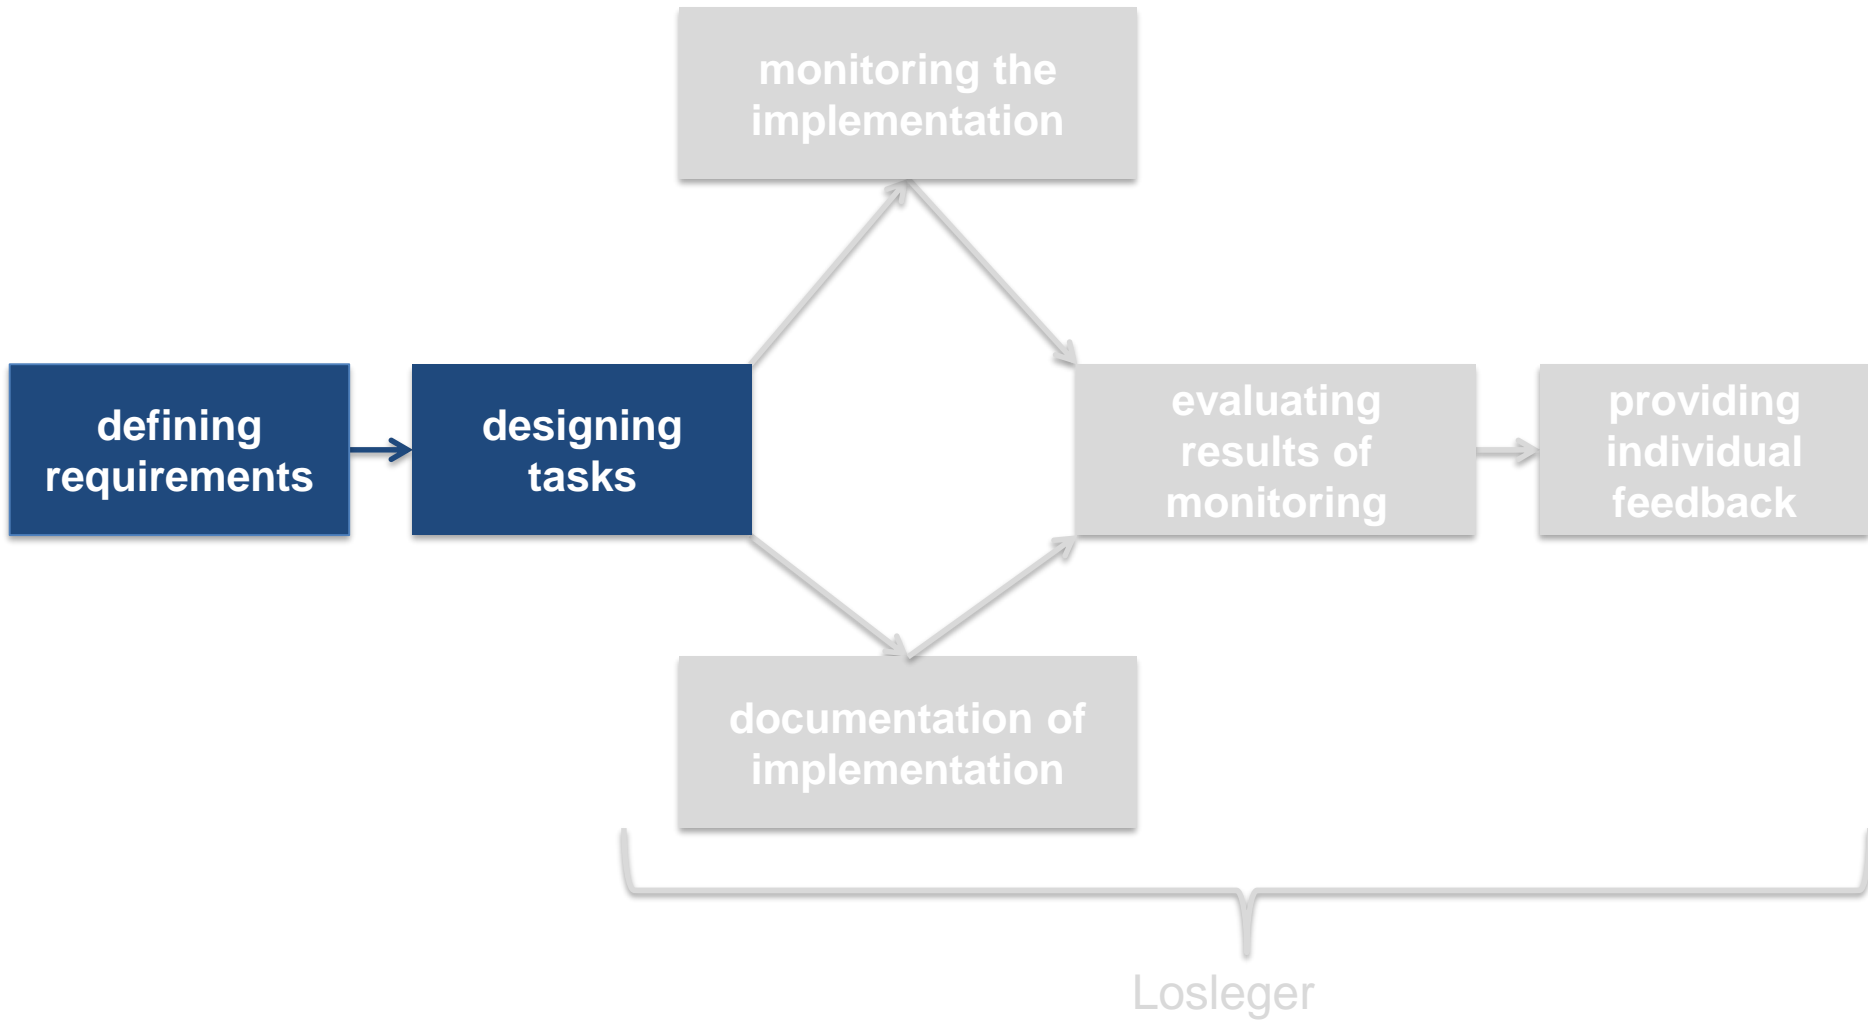 monitoring the
implementation
defining
requirements
designing
tasks
evaluating
results of
monitoring
providing
individual
feedback
documentation of
implementation
Losleger